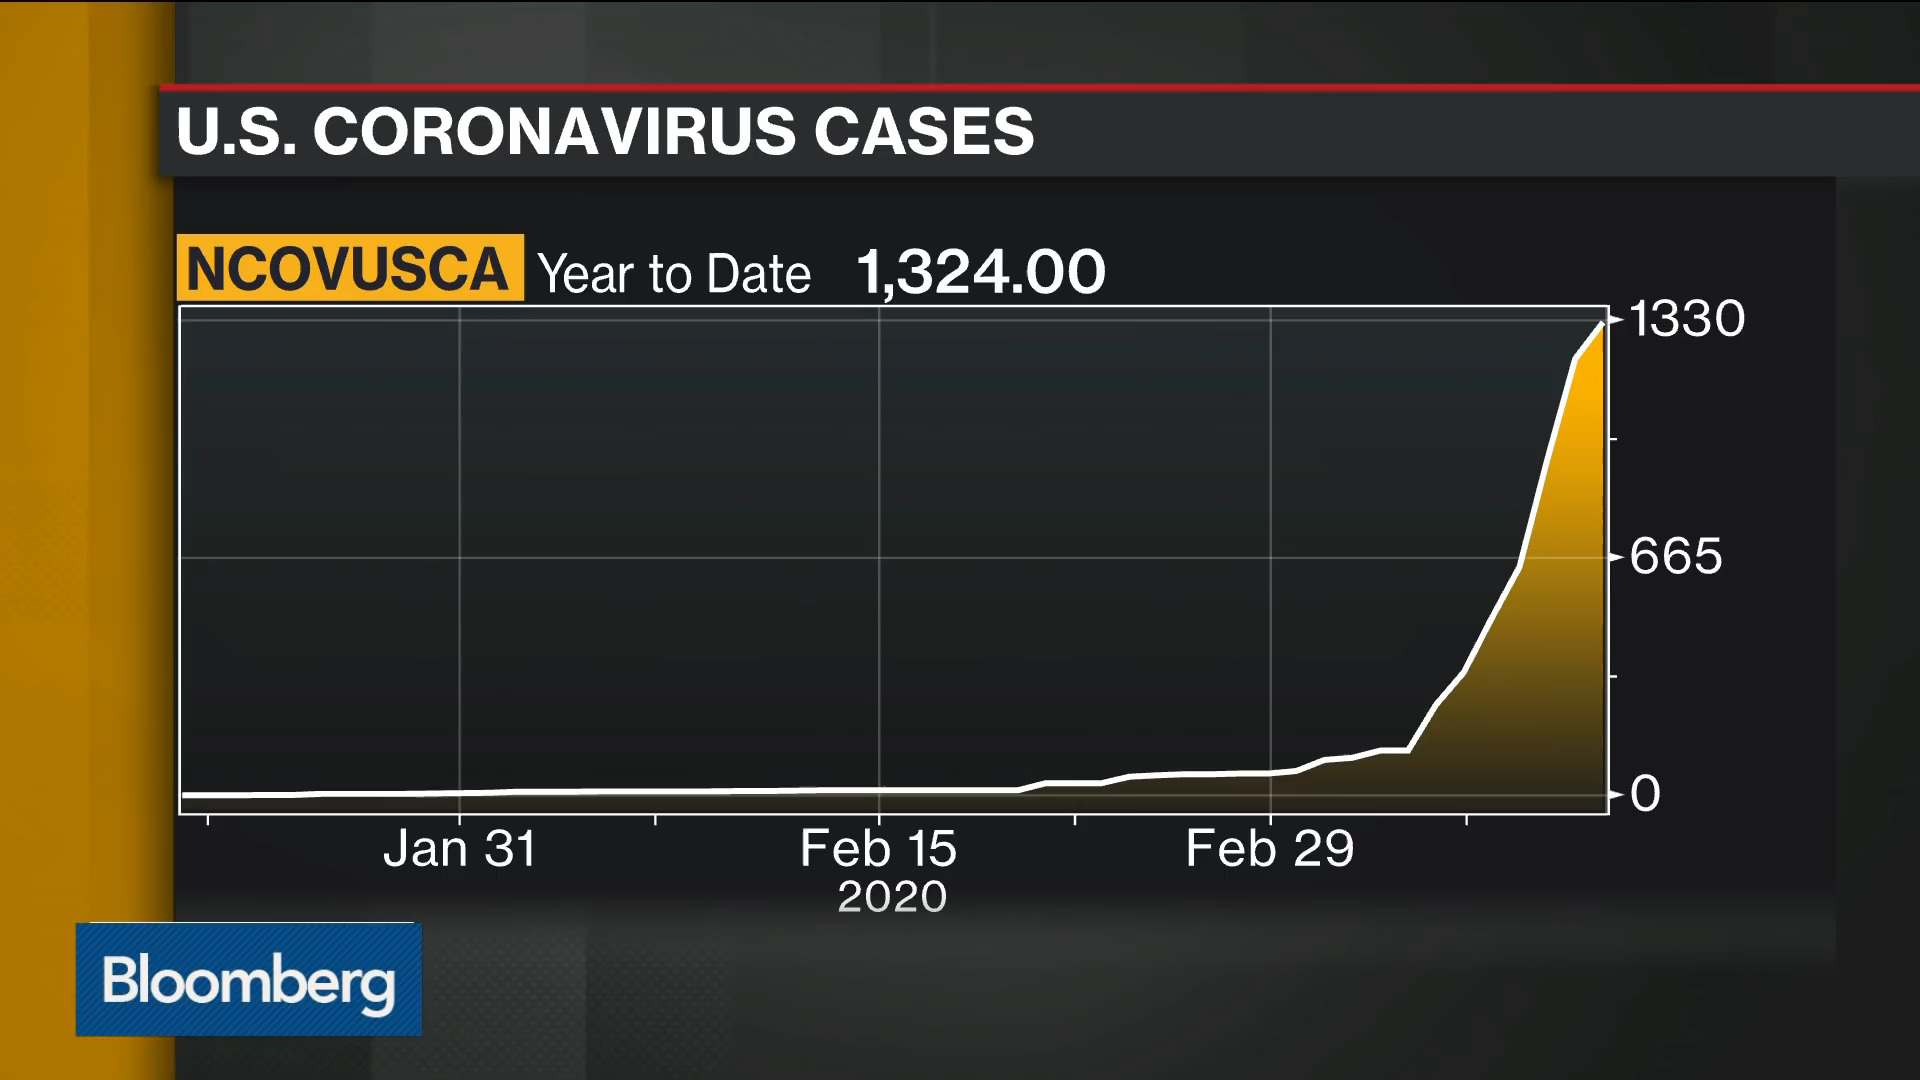 U.S. CORONAVIRUS CASES
NCOVUSCA Year to Date 1,324.00
1330
665
0
Jan 31 Feb 15 Feb 29
2020
Bloomberg